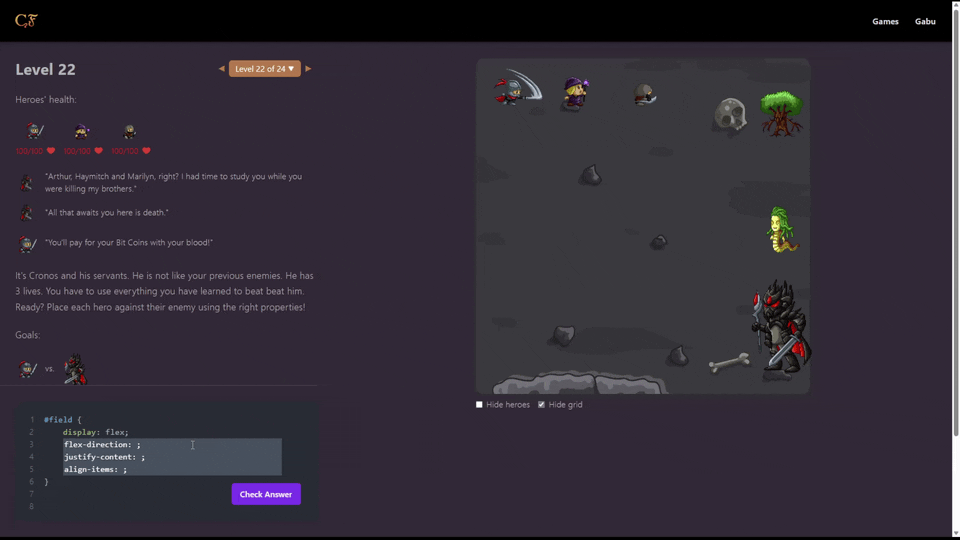 CF
Games
Gabu
Level 22
◀ Level 22 of 24 ▼ ▶
Heroes' health:
120/100 ❤ 100/100 ❤ 100/100 ❤
"Arthur, Haymitch and Marilyn, right? I had time to study you while you
were killing my brothers."
"All that awaits you here is death."
"You'll pay for your Bit Coins with your blood!"
It's Cronos and his servants. He is not like your previous enemies. He has
3 lives. You have to use everything you have learned to beat beat him.
Ready? Place each hero against their enemy using the right properties!
Goals:
vs.
1 #field {
2 display: flex;
3 flex-direction: ;
4 justify-content: ;
5 align-items: ;
6 }
7
8
Check Answer
Hide heroes Hide grid